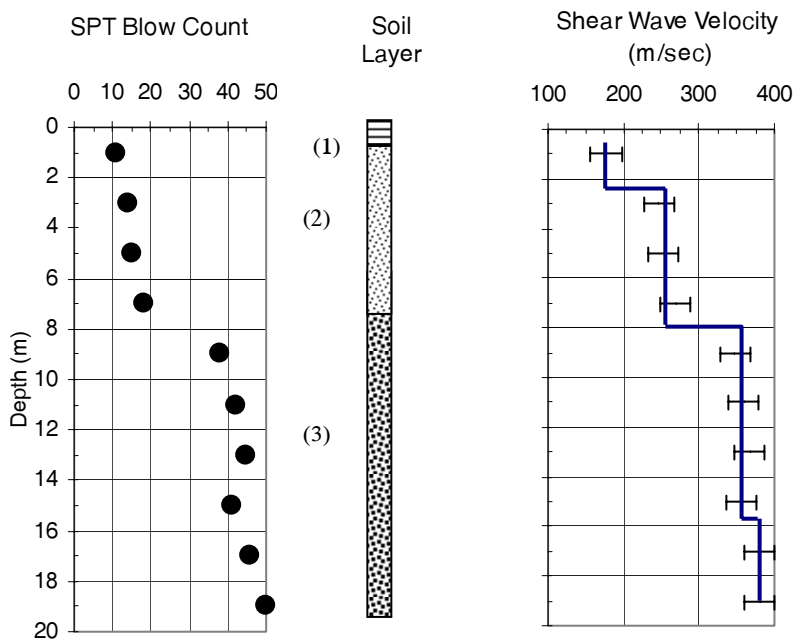 SPT Blow Count
Soil
Layer
Shear Wave Velocity
(m/sec)
0 10 20 30 40 50
100 200 300 400
Depth (m)
0
2
4
6
8
10
12
14
16
18
20
(1)
(2)
(3)